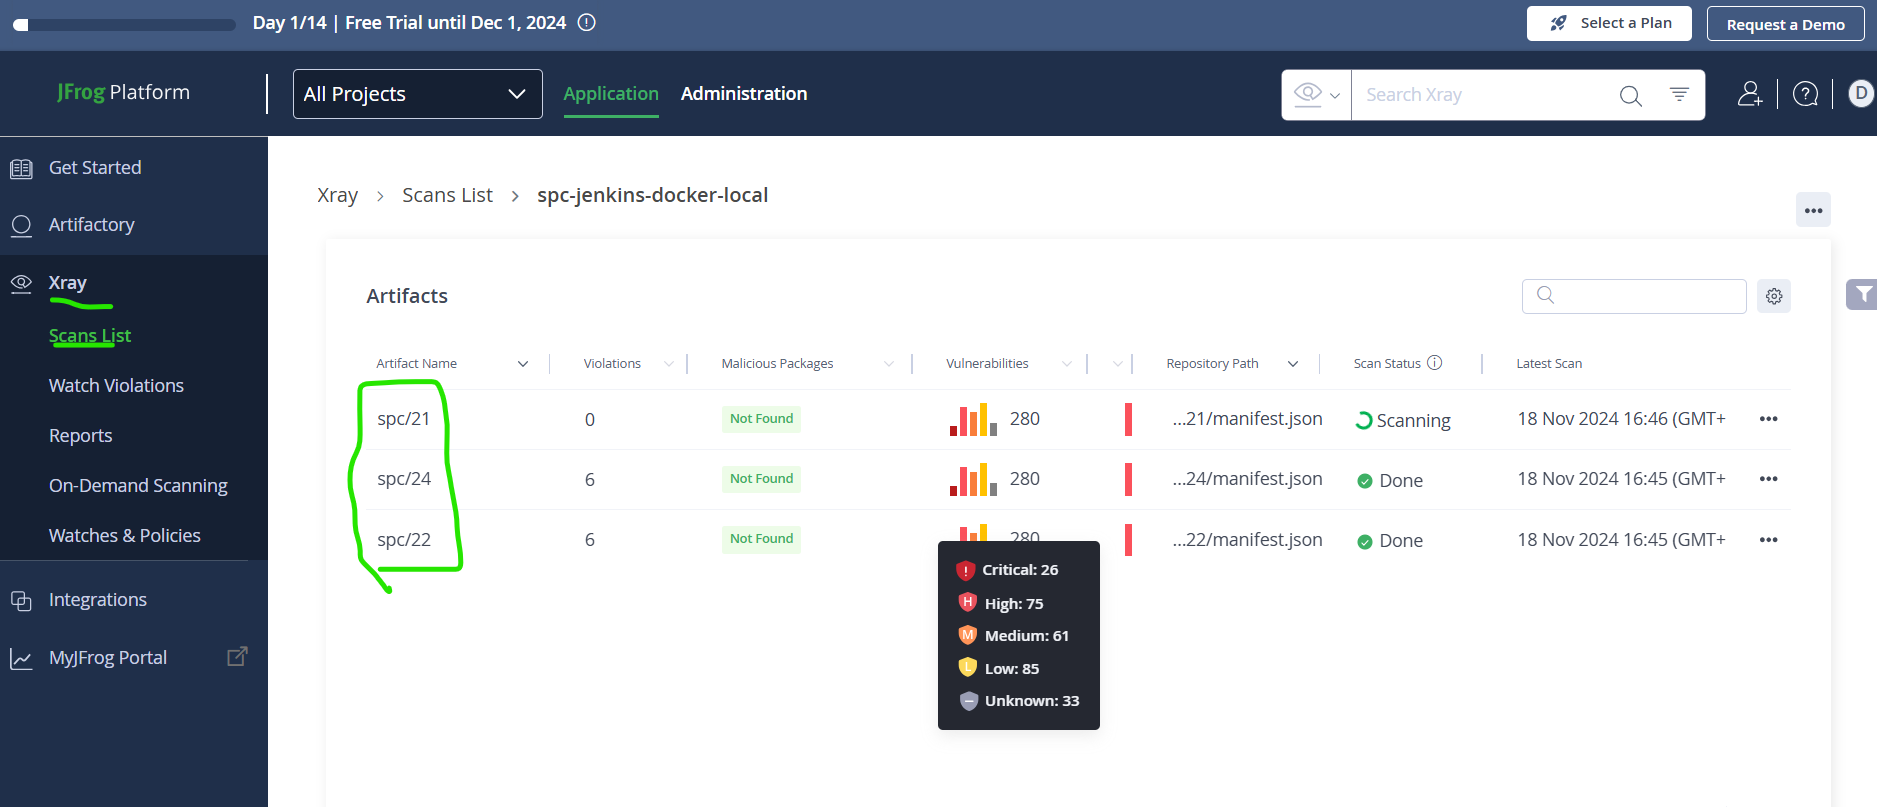 Day 1/14 | Free Trial until Dec 1, 2024
Select a Plan
Request a Demo
JFrog Platform
All Projects
Application
Administration
Search Xray
D
Get Started
Artifactory
Xray
Scans List
Watch Violations
Reports
On-Demand Scanning
Watches & Policies
Integrations
MyJFrog Portal
Xray > Scans List > spc-jenkins-docker-local
Artifacts
Artifact Name Violations Malicious Packages Vulnerabilities Repository Path Scan Status Latest Scan
spc/21 0 Not Found 280 ...21/manifest.json Scanning 18 Nov 2024 16:46 (GMT+
spc/24 6 Not Found 280 ...24/manifest.json Done 18 Nov 2024 16:45 (GMT+
spc/22 6 Not Found 280 ...22/manifest.json Done 18 Nov 2024 16:45 (GMT+
! Critical: 26
H High: 75
M Medium: 61
L Low: 85
Unknown: 33